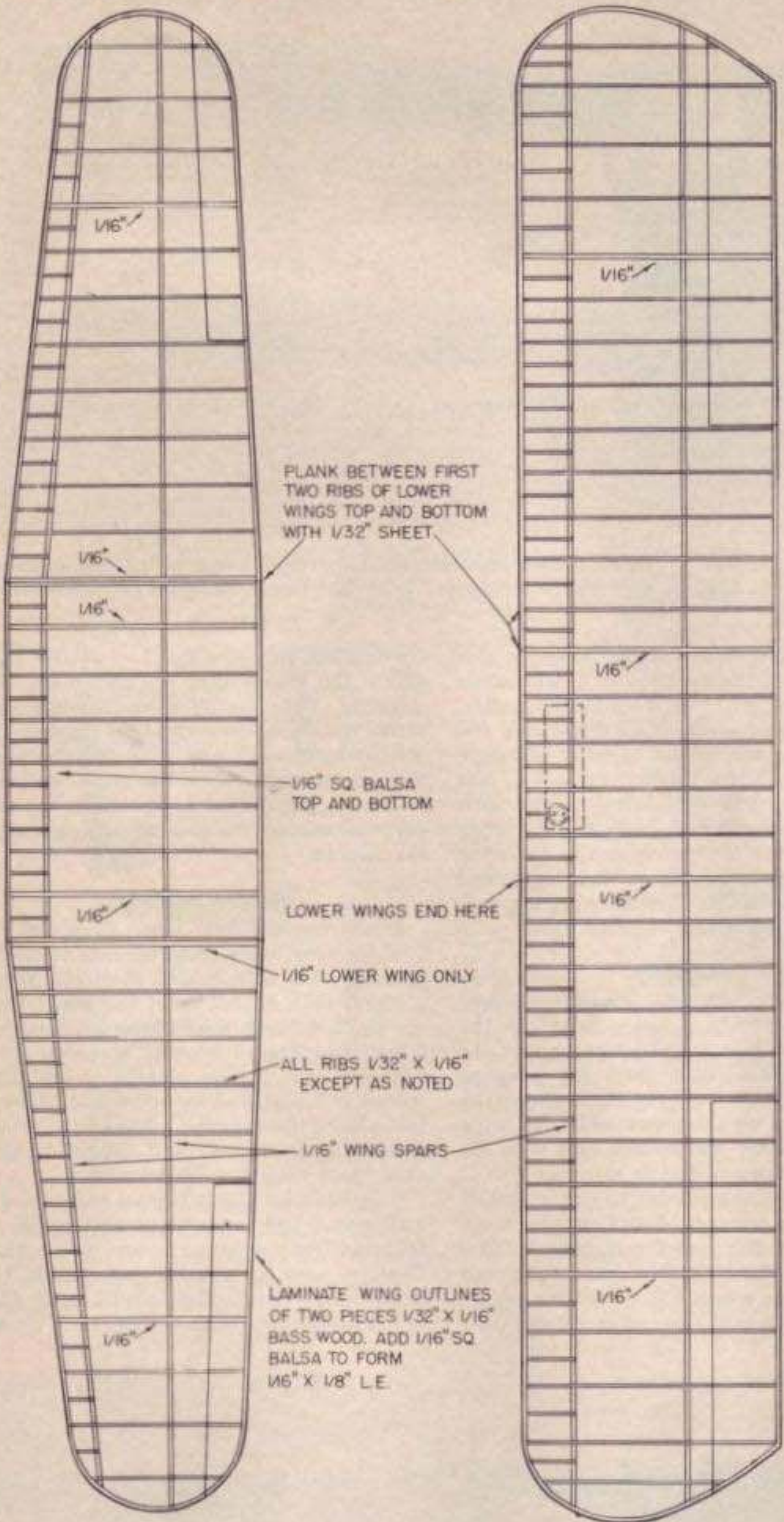 1/16"
1/16"
PLANK BETWEEN FIRST
TWO RIBS OF LOWER
WINGS TOP AND BOTTOM
WITH 1/32" SHEET
1/16"
1/16"
1/16"
1/16" SQ. BALSA
TOP AND BOTTOM
LOWER WINGS END HERE
1/16"
1/16"
1/16" LOWER WING ONLY
ALL RIBS 1/32" X 1/16"
EXCEPT AS NOTED
1/16" WING SPARS
LAMINATE WING OUTLINES
OF TWO PIECES 1/32" X 1/16"
BASS WOOD. ADD 1/16" SQ.
BALSA TO FORM
1/16" X 1/8" L.E.
1/16"
1/16"